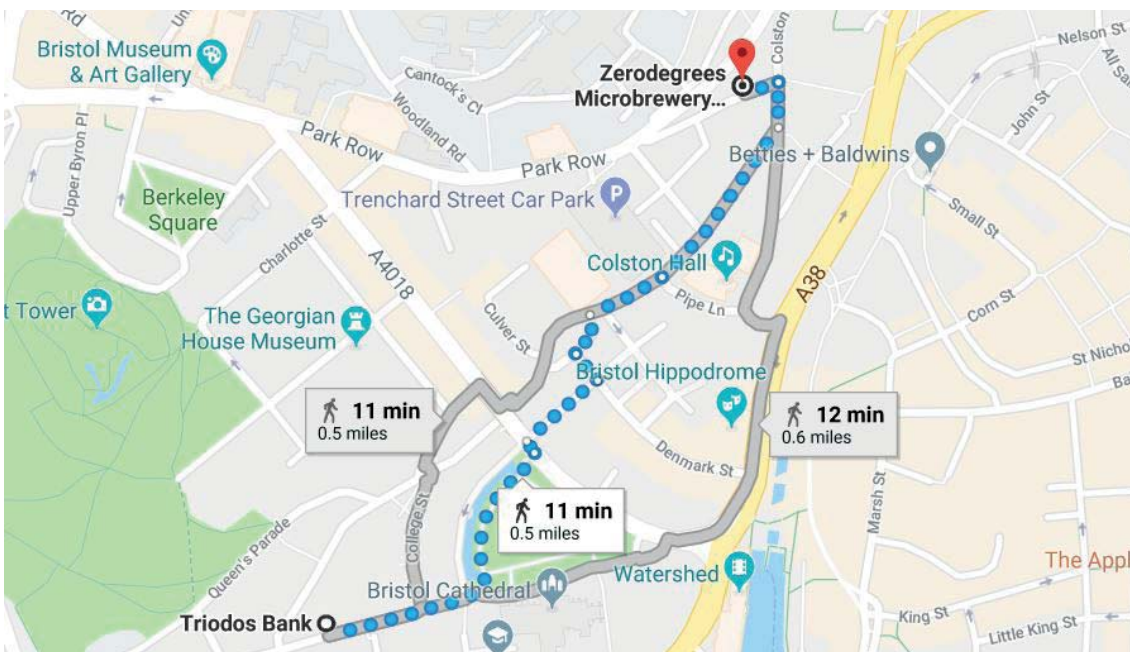 Bristol Museum
& Art Gallery
Rd
Un
Cantock's Cl
Woodland Rd
Zerodegrees
Microbrewery...
Colston
Nelson St
All Sa
John St
Upper Byron Pl
Park Row
Park Row
Betties + Baldwins
Berkeley
Square
Trenchard Street Car Park
Small St
Charlotte St
A4018
Colston Hall
A38
Pipe Ln
Corn St
t Tower
The Georgian
House Museum
Culver St
St Nicho
Ba
Bristol Hippodrome
11 min
0.5 miles
12 min
0.6 miles
Denmark St
11 min
0.5 miles
Marsh St
College St
Queen's Parade
Bristol Cathedral
Watershed
The Appl
King St
Little King St
Triodos Bank